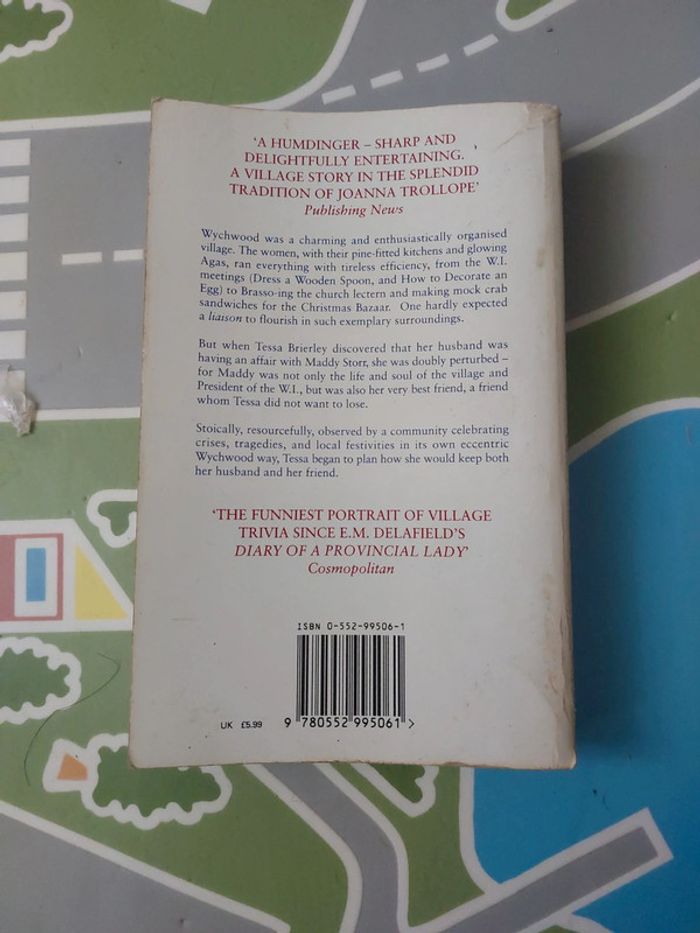 ‘A HUMDINGER – SHARP AND
DELIGHTFULLY ENTERTAINING.
A VILLAGE STORY IN THE SPLENDID
TRADITION OF JOANNA TROLLOPE’
Publishing News
Wychwood was a charming and enthusiastically organised
village. The women, with their pine-fitted kitchens and glowing
Agas, ran everything with tireless efficiency, from the W.I.
meetings (Dress a Wooden Spoon, and How to Decorate an
Egg) to Brasso-ing the church lectern and making mock crab
sandwiches for the Christmas Bazaar. One hardly expected
a liaison to flourish in such exemplary surroundings.
But when Tessa Brierley discovered that her husband was
having an affair with Maddy Storr, she was doubly perturbed –
for Maddy was not only the life and soul of the village and
President of the W.I., but was also her very best friend, a friend
whom Tessa did not want to lose.
Stoically, resourcefully, observed by a community celebrating
crises, tragedies, and local festivities in its own eccentric
Wychwood way, Tessa began to plan how she would keep both
her husband and her friend.
‘THE FUNNIEST PORTRAIT OF VILLAGE
TRIVIA SINCE E.M. DELAFIELD’S
DIARY OF A PROVINCIAL LADY’
Cosmopolitan
ISBN 0-552-99506-1
UK £5.99
9 780552 995061 >